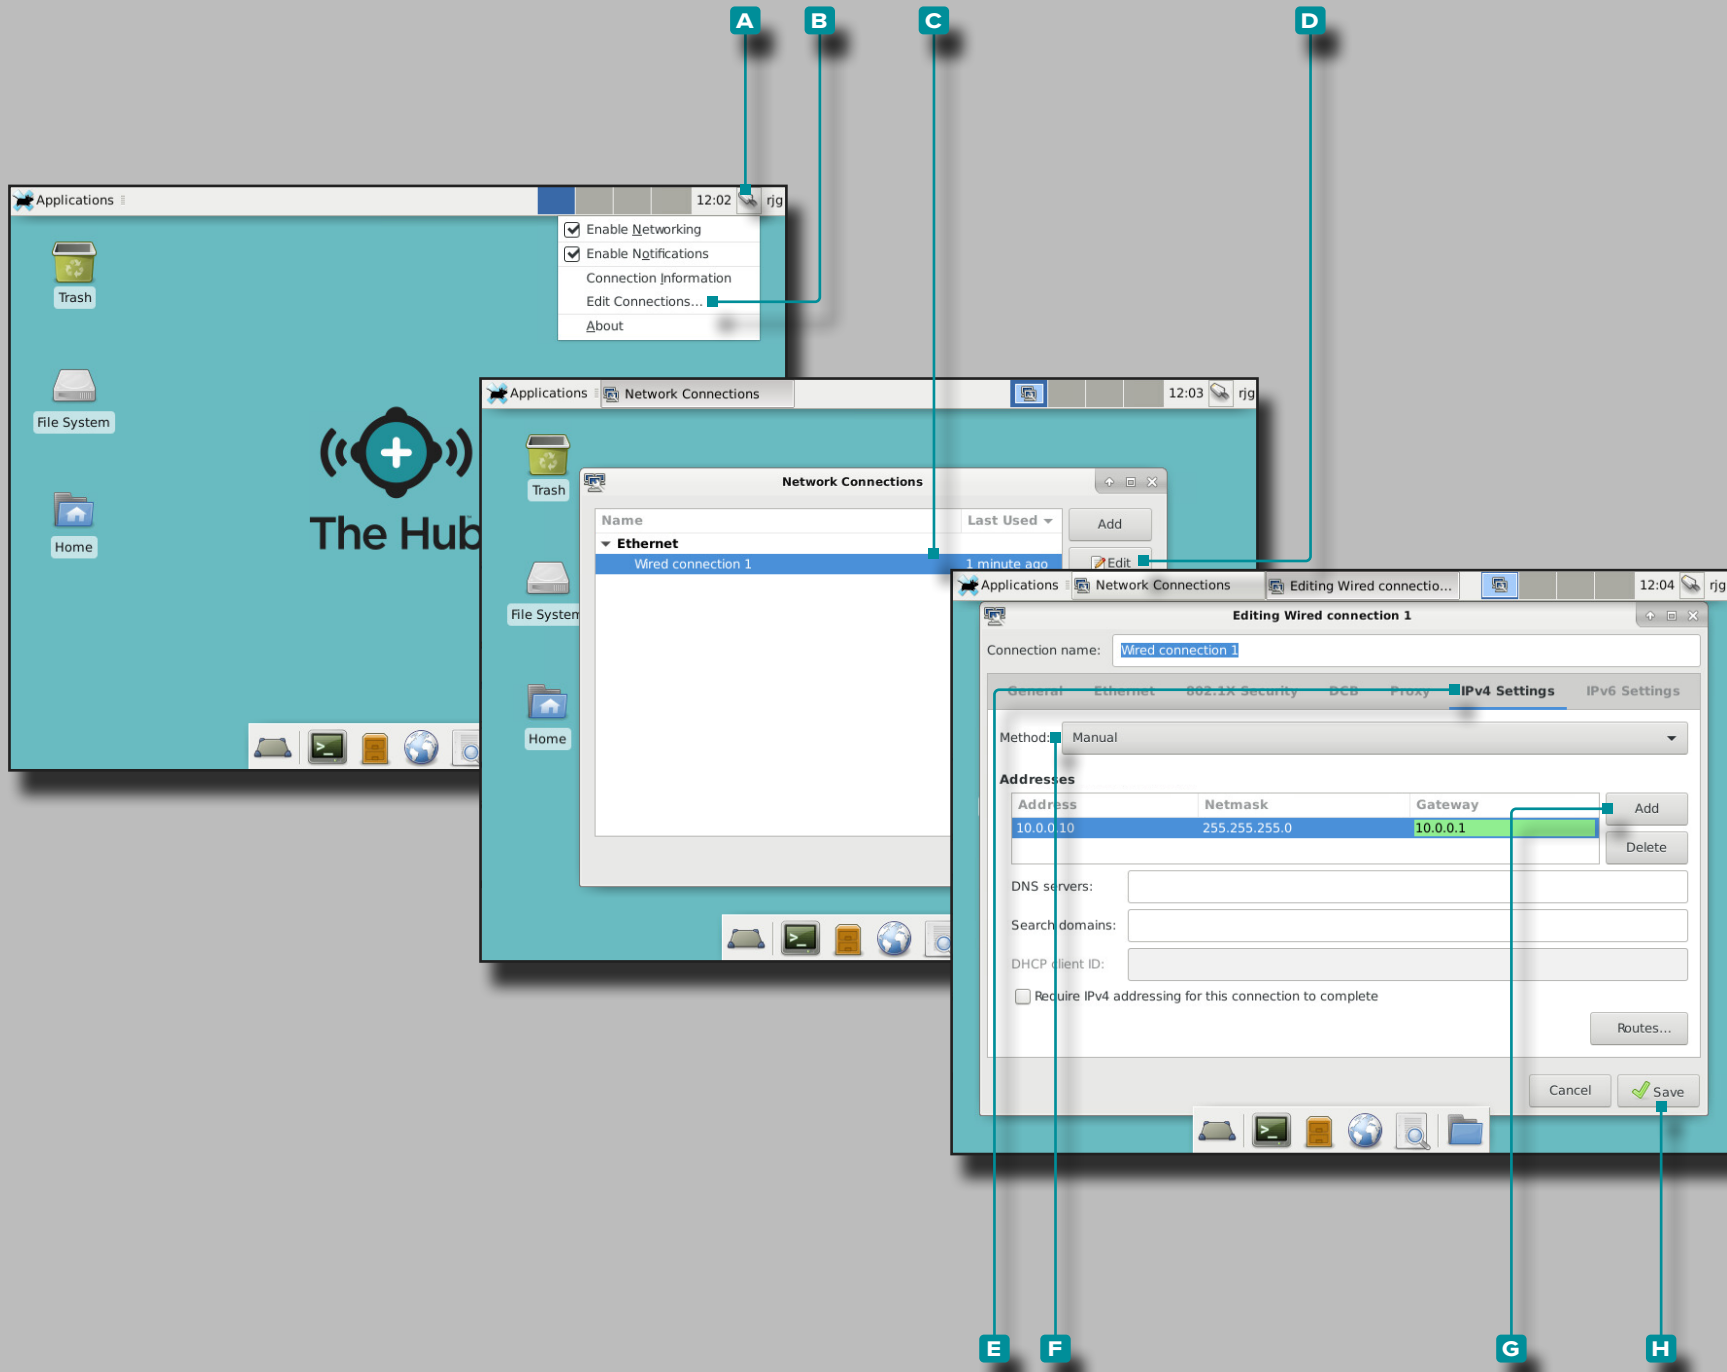 A B C D
Applications 12:02 rjg
Enable Networking
Enable Notifications
Connection Information
Edit Connections...
About
Trash
File System
Home
The Hub
Applications Network Connections 12:03 rjg
Trash
File System
Home
Network Connections
Name Last Used
Add
Ethernet
Wired connection 1 1 minute ago
Edit
Applications Network Connections Editing Wired connectio... 12:04 rjg
Editing Wired connection 1
Connection name: Wired connection 1
General Ethernet 802.1X Security DCB Proxy IPv4 Settings IPv6 Settings
Method: Manual
Addresses
Address Netmask Gateway
Add
10.0.0.10 255.255.255.0 10.0.0.1
Delete
DNS servers:
Search domains:
DHCP client ID:
Require IPv4 addressing for this connection to complete
Routes...
Cancel Save
E F G H